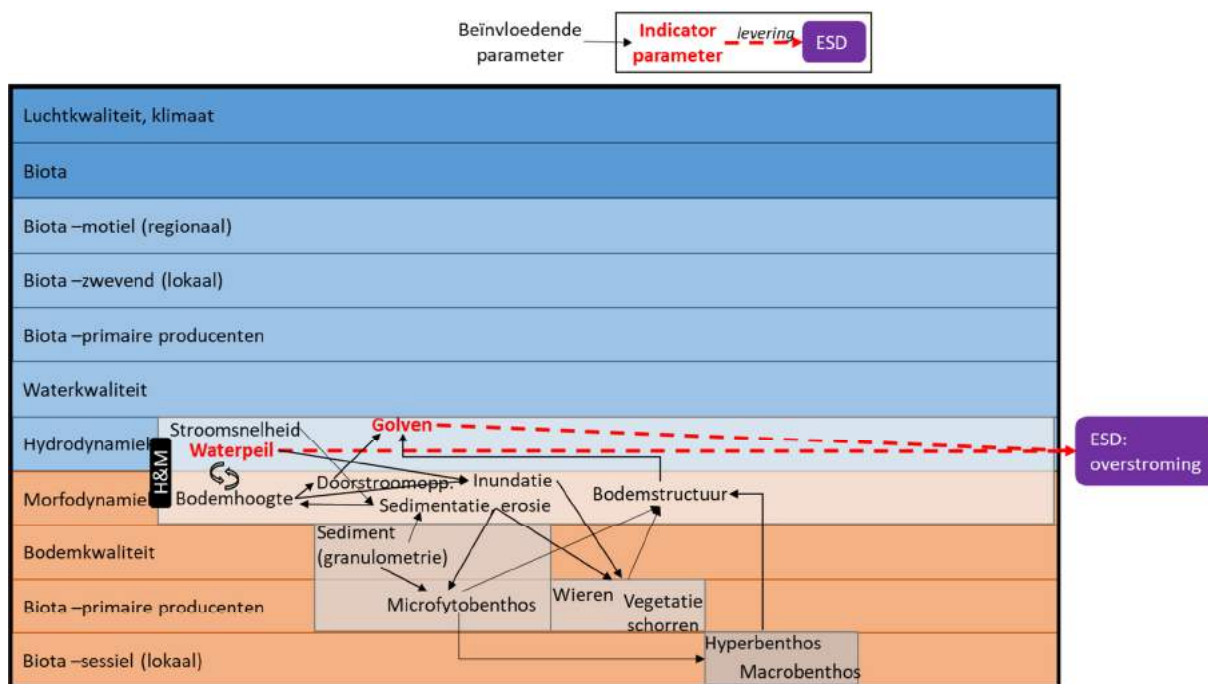 Beïnvloedende
parameter
Indicator
parameter
levering
ESD
Luchtkwaliteit, klimaat
Biota
Biota –motiel (regionaal)
Biota –zwevend (lokaal)
Biota –primaire producenten
Waterkwaliteit
Hydrodynamiek
H&M
Stroomsnelheid
Golven
Waterpeil
ESD:
overstroming
Morfodynamiek
Bodemhoogte
Doorstroomopp.
Inundatie
Sedimentatie, erosie
Bodemstructuur
Bodemkwaliteit
Sediment
(granulometrie)
Biota –primaire producenten
Microfytobenthos
Wieren
Vegetatie
schorren
Biota –sessiel (lokaal)
Hyperbenthos
Macrobenthos